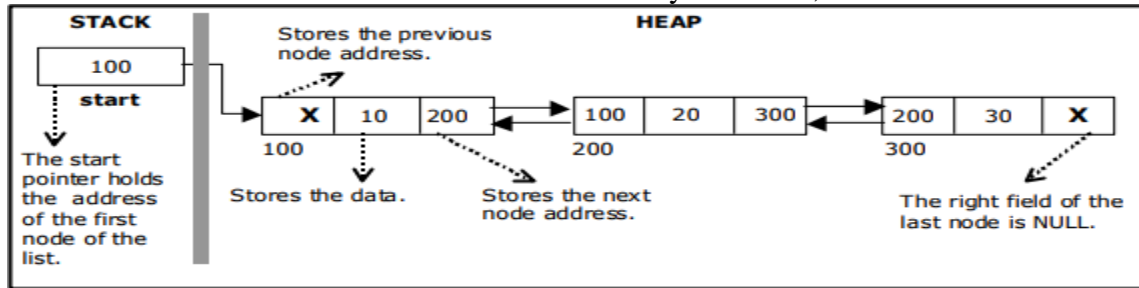 STACK
HEAP
Stores the previous
node address.
100
start
X 10 200
100 20 300
200 30 X
100
200
300
The start
pointer holds
the address
of the first
node of the
list.
Stores the data.
Stores the next
node address.
The right field of the
last node is NULL.